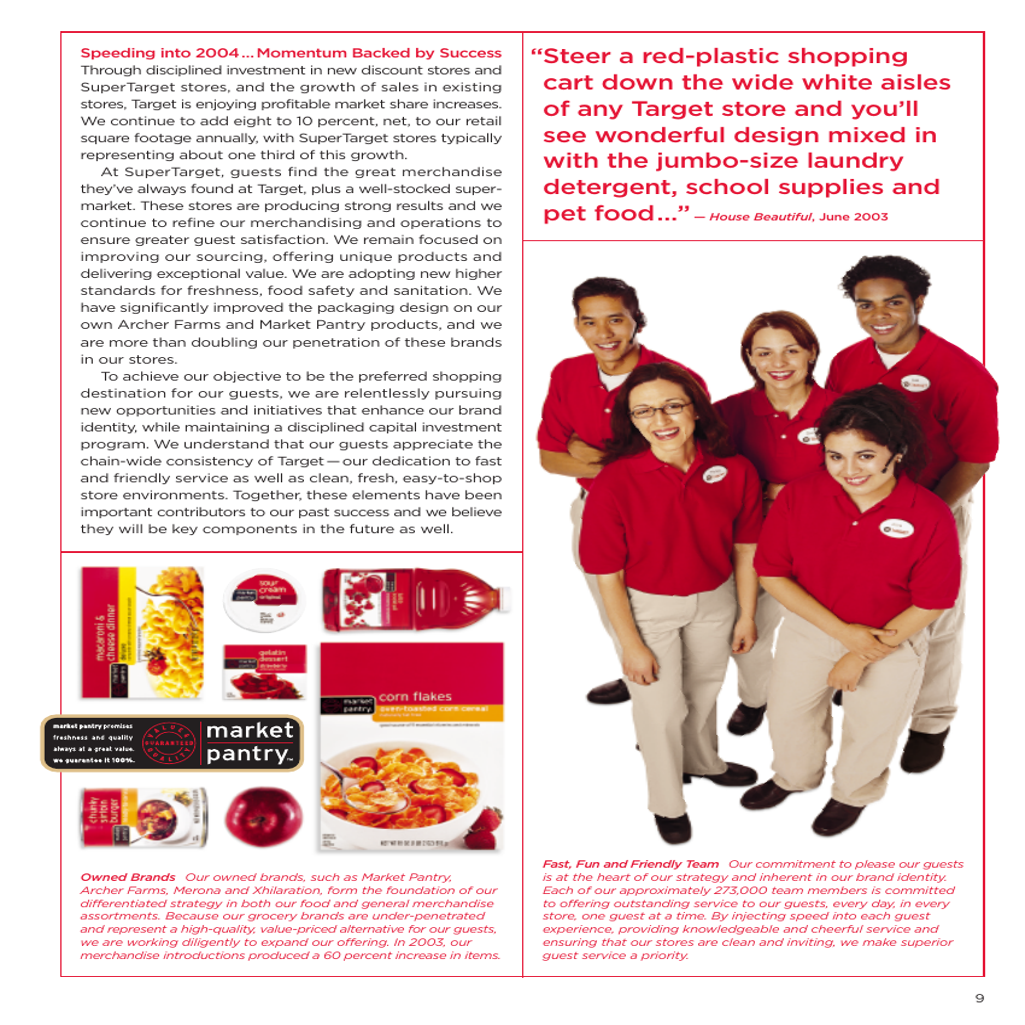 Speeding into 2004...Momentum Backed by Success
Through disciplined investment in new discount stores and
SuperTarget stores, and the growth of sales in existing
stores, Target is enjoying profitable market share increases.
We continue to add eight to 10 percent, net, to our retail
square footage annually, with SuperTarget stores typically
representing about one third of this growth.
At SuperTarget, guests find the great merchandise
they've always found at Target, plus a well-stocked super-
market. These stores are producing strong results and we
continue to refine our merchandising and operations to
ensure greater guest satisfaction. We remain focused on
improving our sourcing, offering unique products and
delivering exceptional value. We are adopting new higher
standards for freshness, food safety and sanitation. We
have significantly improved the packaging design on our
own Archer Farms and Market Pantry products, and we
are more than doubling our penetration of these brands
in our stores.
To achieve our objective to be the preferred shopping
destination for our guests, we are relentlessly pursuing
new opportunities and initiatives that enhance our brand
identity, while maintaining a disciplined capital investment
program. We understand that our guests appreciate the
chain-wide consistency of Target — our dedication to fast
and friendly service as well as clean, fresh, easy-to-shop
store environments. Together, these elements have been
important contributors to our past success and we believe
they will be key components in the future as well.
macaroni &
cheese dinner
market
pantry
sour
cream
original
market
pantry
gelatin
dessert
strawberry
market
pantry
corn flakes
market
pantry
oven-toasted corn cereal
market pantry promises
freshness and quality
always at a great value.
we guarantee it 100%.
VALUE
GUARANTEED
QUALITY
market
pantry™
chunky
sirloin
burger
Owned Brands Our owned brands, such as Market Pantry,
Archer Farms, Merona and Xhilaration, form the foundation of our
differentiated strategy in both our food and general merchandise
assortments. Because our grocery brands are under-penetrated
and represent a high-quality, value-priced alternative for our guests,
we are working diligently to expand our offering. In 2003, our
merchandise introductions produced a 60 percent increase in items.
“Steer a red-plastic shopping
cart down the wide white aisles
of any Target store and you'll
see wonderful design mixed in
with the jumbo-size laundry
detergent, school supplies and
pet food...” — House Beautiful, June 2003
Fast, Fun and Friendly Team Our commitment to please our guests
is at the heart of our strategy and inherent in our brand identity.
Each of our approximately 273,000 team members is committed
to offering outstanding service to our guests, every day, in every
store, one guest at a time. By injecting speed into each guest
experience, providing knowledgeable and cheerful service and
ensuring that our stores are clean and inviting, we make superior
guest service a priority.
9